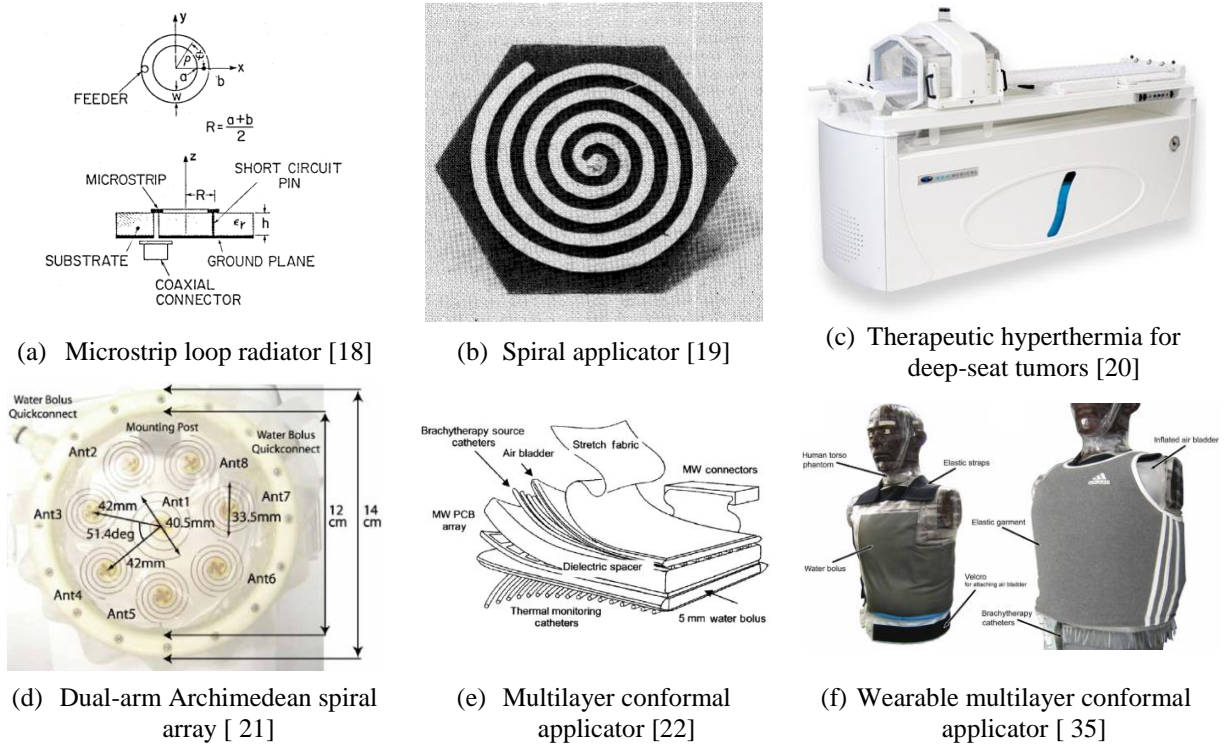 y
ρ
a
b
x
FEEDER
W
R = a+b
2
z
MICROSTRIP
SHORT CIRCUIT
PIN
R
εr
h
SUBSTRATE
GROUND PLANE
COAXIAL
CONNECTOR
(a) Microstrip loop radiator [18]
(b) Spiral applicator [19]
MEDICAL
(c) Therapeutic hyperthermia for
deep-seat tumors [20]
Water Bolus
Quickconnect
Mounting Post
Water Bolus
Quickconnect
Ant2
Ant8
Ant1
Ant7
Ant3
42mm
40.5mm
33.5mm
51.4deg
42mm
Ant6
Ant4
Ant5
12
cm
14
cm
(d) Dual-arm Archimedean spiral
array [ 21]
Brachytherapy source
catheters
Air bladder
Stretch fabric
MW connectors
MW PCB
array
Dielectric spacer
Thermal monitoring
catheters
5 mm water bolus
(e) Multilayer conformal
applicator [22]
Human torso
phantom
Elastic straps
Inflated air bladder
adidas
Elastic garment
Water bolus
Velcro
for attaching air bladder
Brachytherapy
catheters
(f) Wearable multilayer conformal
applicator [ 35]